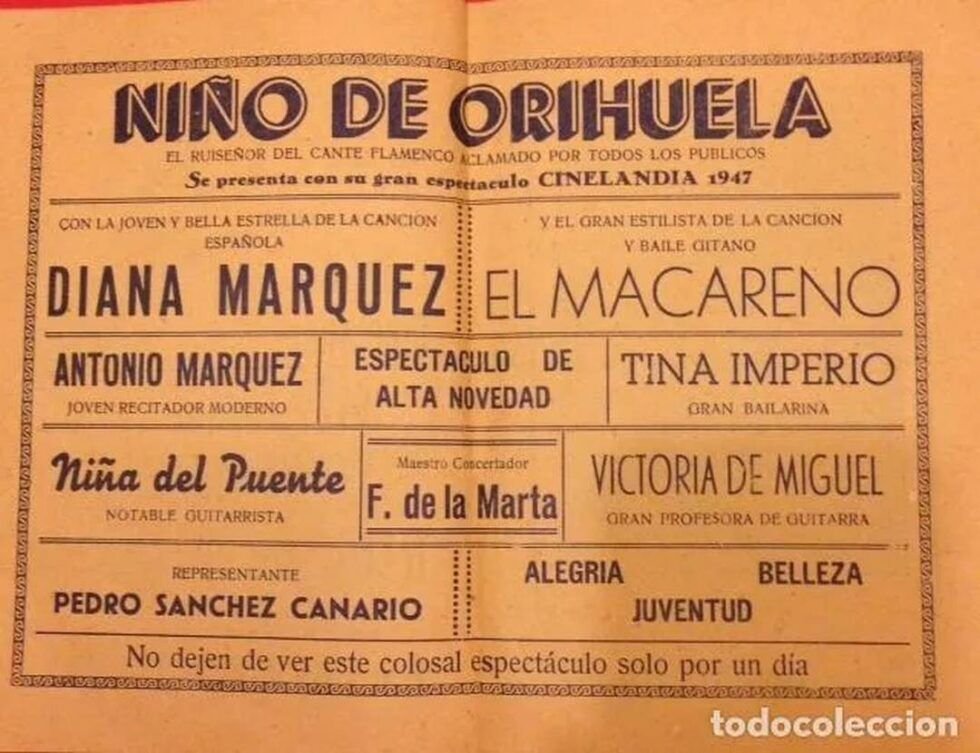 NIÑO DE ORIHUELA
EL RUISEÑOR DEL CANTE FLAMENCO ACLAMADO POR TODOS LOS PUBLICOS
Se presenta con su gran espectaculo CINELANDIA 1947
CON LA JOVEN Y BELLA ESTRELLA DE LA CANCION
ESPAÑOLA
DIANA MARQUEZ
Y EL GRAN ESTILISTA DE LA CANCION
Y BAILE GITANO
EL MACARENO
ANTONIO MARQUEZ
JOVEN RECITADOR MODERNO
ESPECTACULO DE
ALTA NOVEDAD
TINA IMPERIO
GRAN BAILARINA
Niña del Puente
NOTABLE GUITARRISTA
Maestro Concertador
F. de la Marta
VICTORIA DE MIGUEL
GRAN PROFESORA DE GUITARRA
REPRESENTANTE
PEDRO SANCHEZ CANARIO
ALEGRIA BELLEZA
JUVENTUD
No dejen de ver este colosal espectáculo solo por un día
todocoleccion